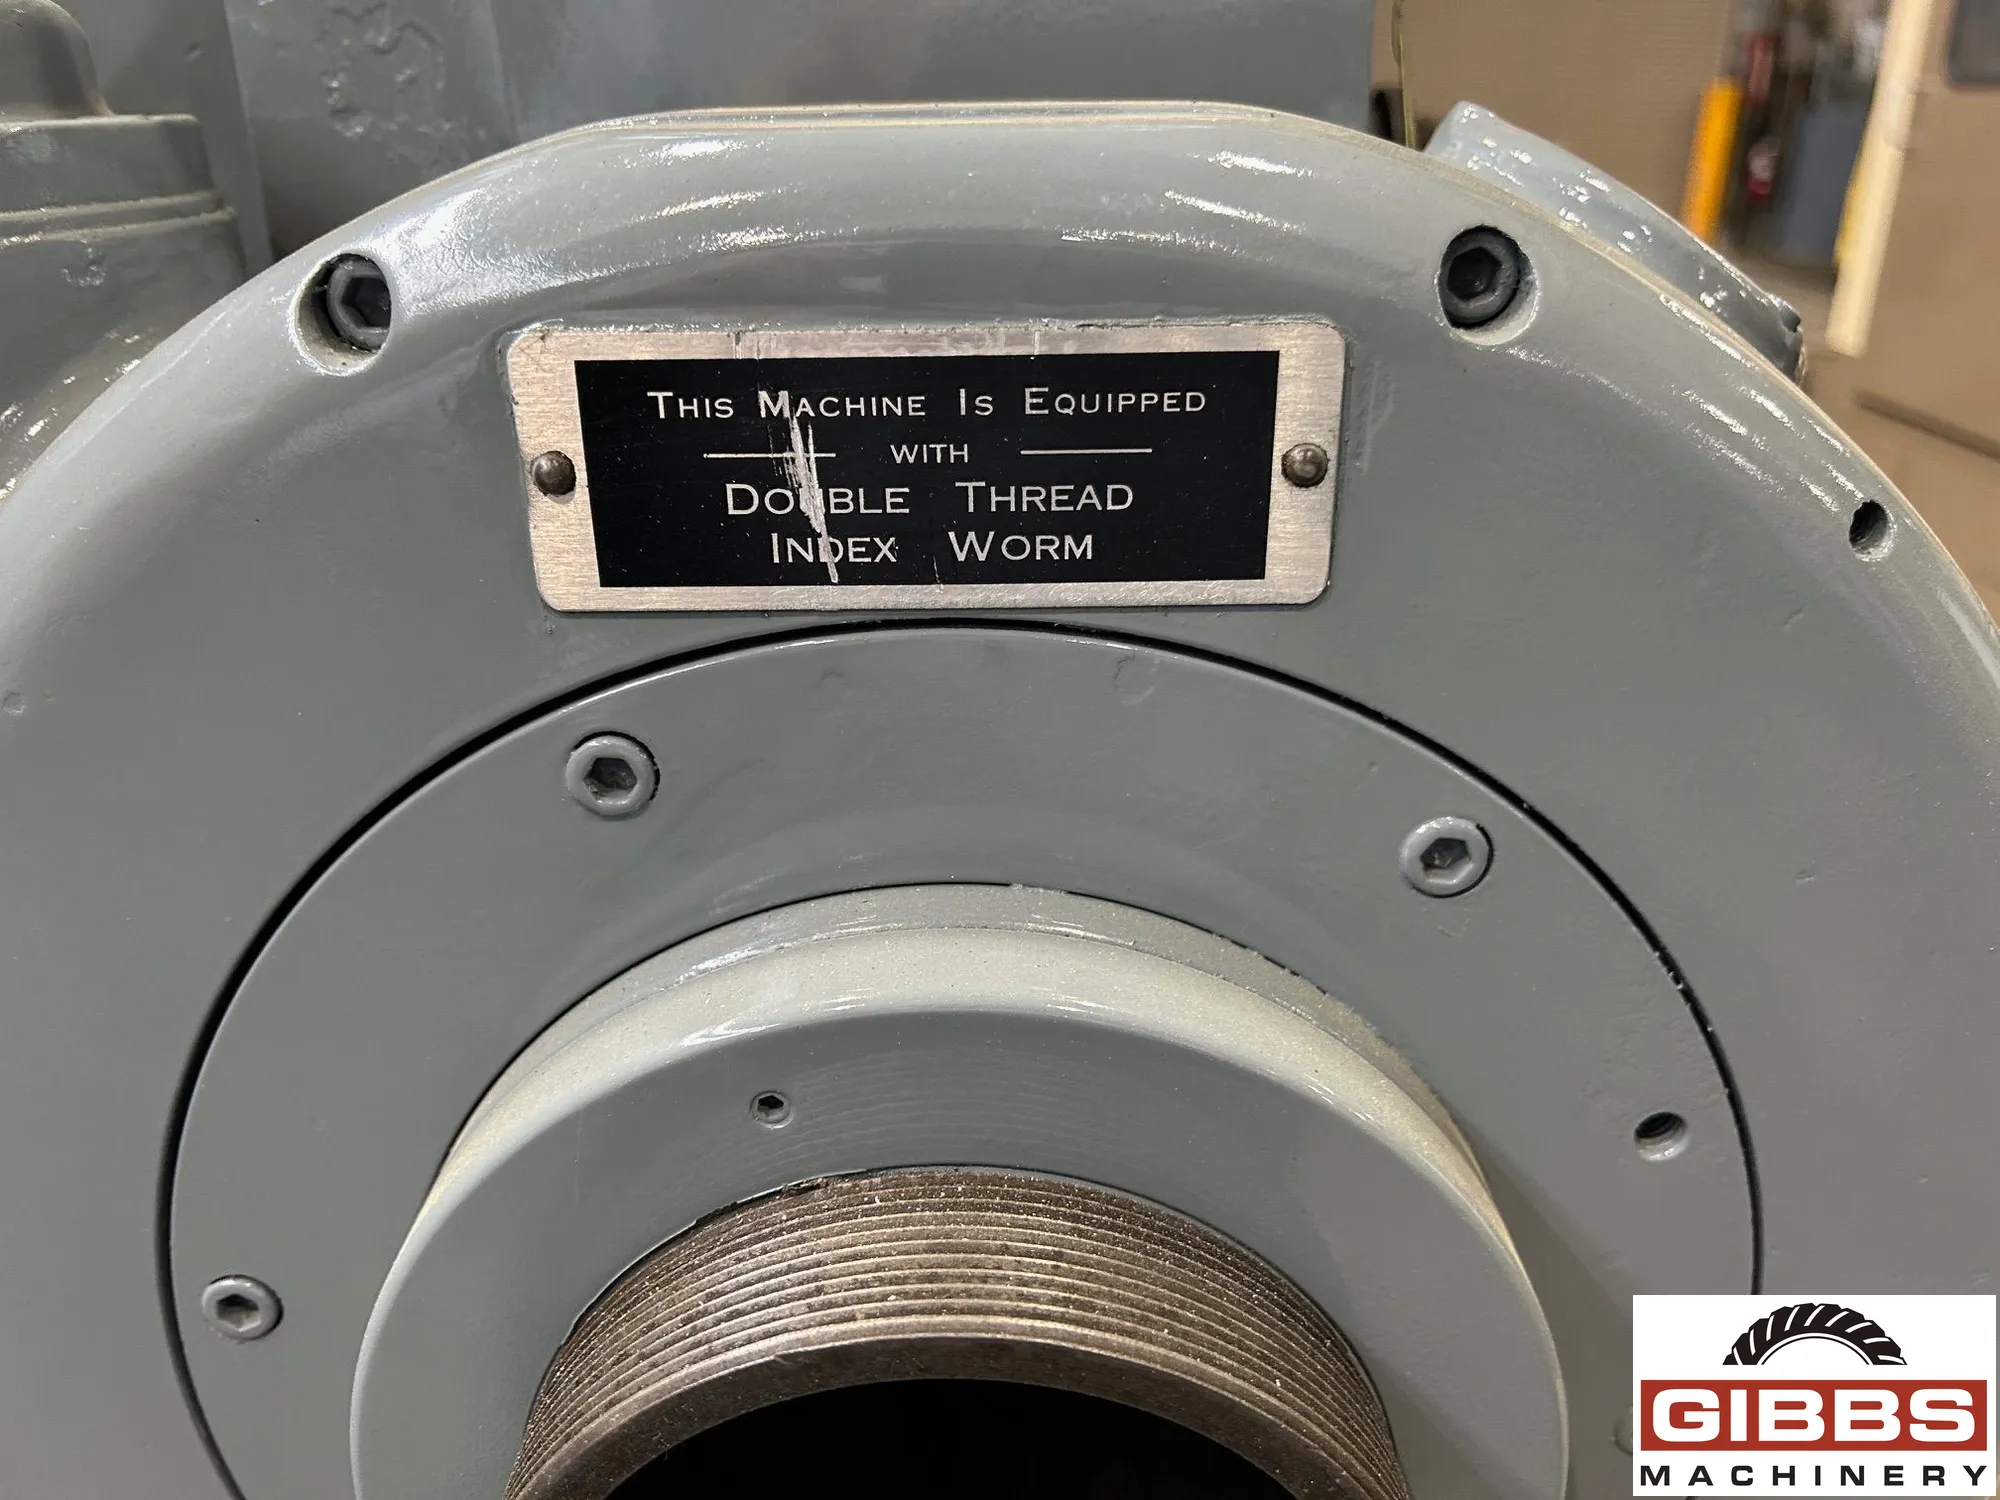 This Machine Is Equipped
with
Double Thread
Index Worm
GIBBS
MACHINERY